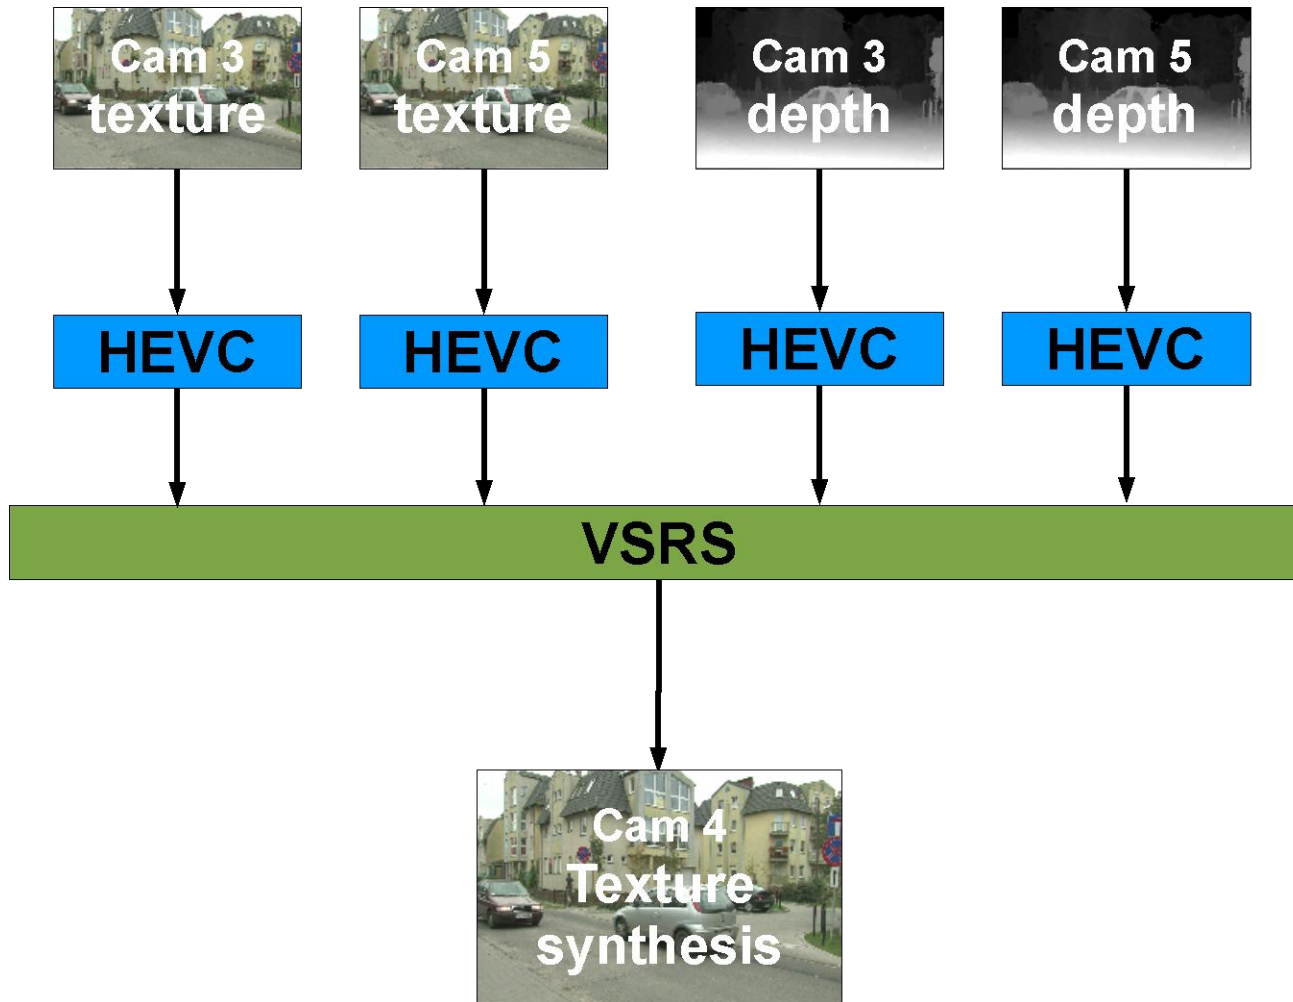 Cam 3
texture
Cam 5
texture
Cam 3
depth
Cam 5
depth
HEVC
HEVC
HEVC
HEVC
VSRS
Cam 4
Texture
synthesis